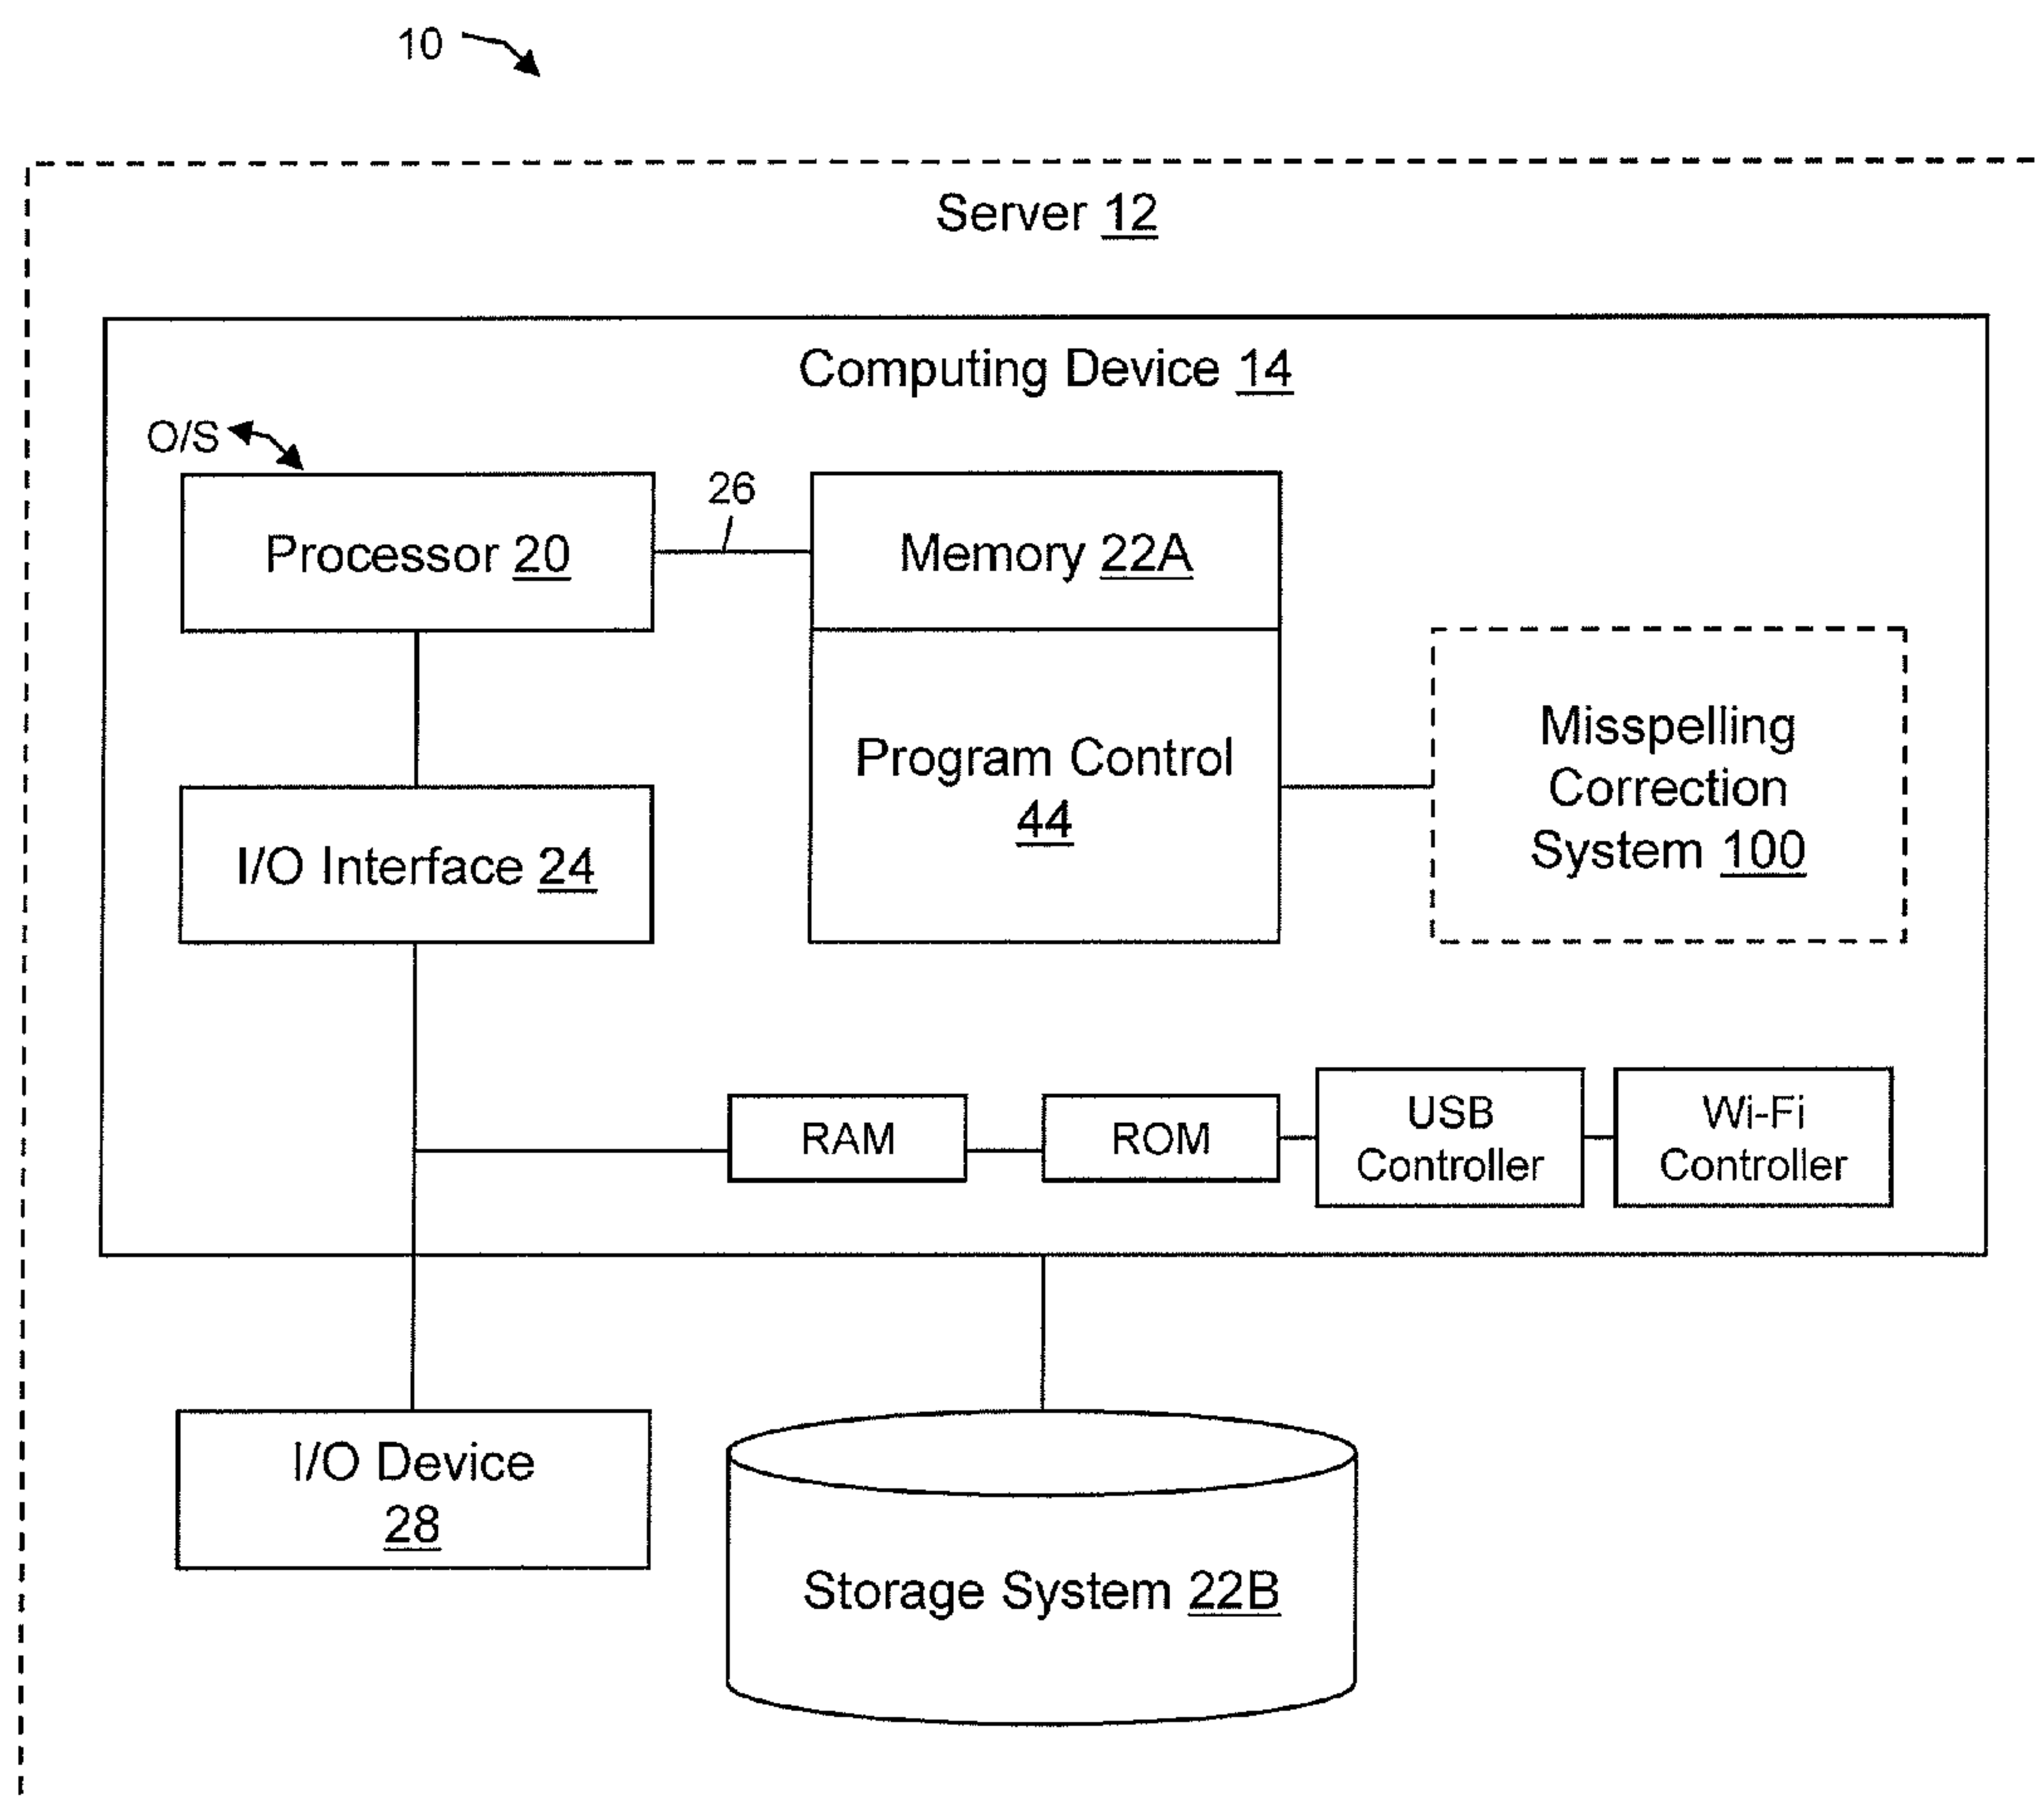 10
Server 12
Computing Device 14
O/S
26
Processor 20
Memory 22A
Program Control
44
Misspelling
Correction
System 100
I/O Interface 24
RAM
ROM
USB
Controller
Wi-Fi
Controller
I/O Device
28
Storage System 22B